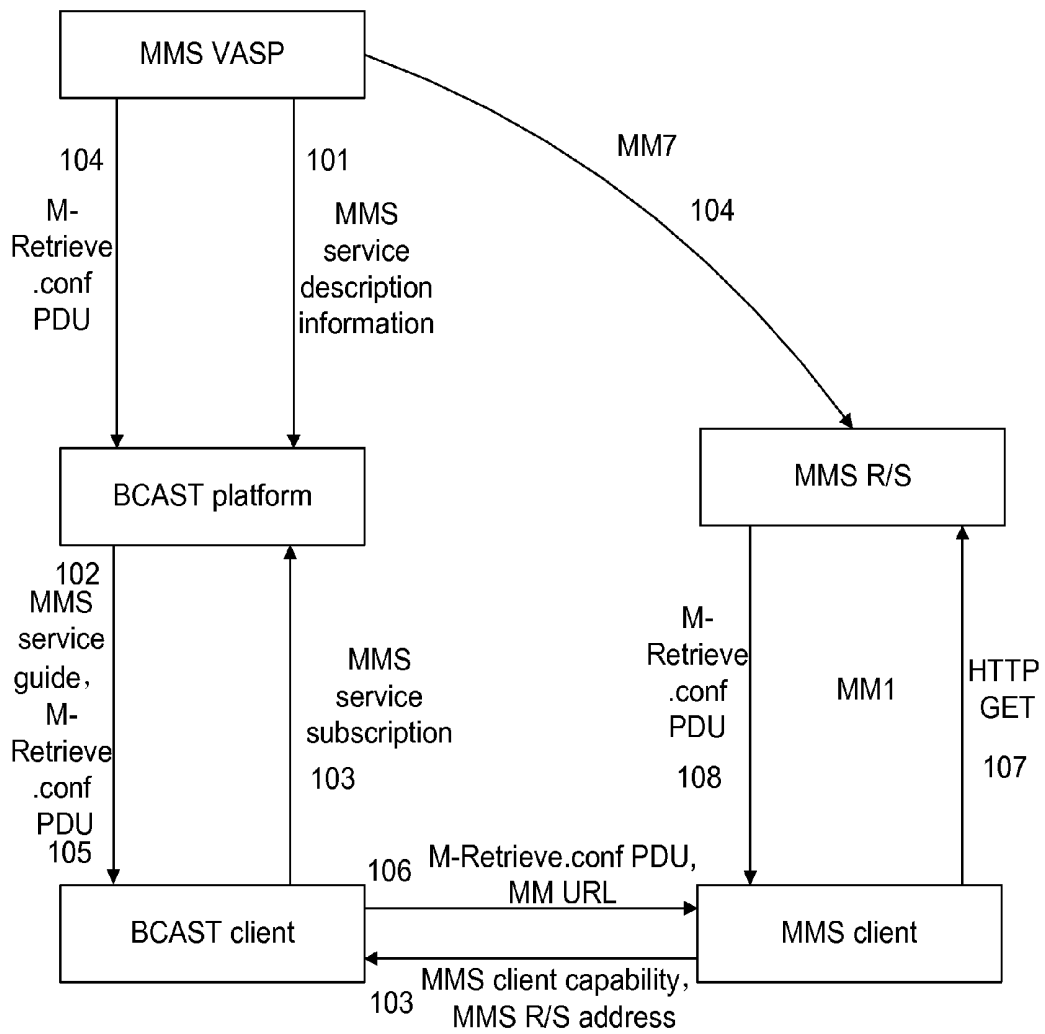 MMS VASP
104
M-
Retrieve
.conf
PDU
101
MMS
service
description
information
MM7
104
BCAST platform
MMS R/S
102
MMS
service
guide，
M-
Retrieve
.conf
PDU
105
MMS
service
subscription
103
M-
Retrieve
.conf
PDU
108
MM1
HTTP
GET
107
106
M-Retrieve.conf PDU,
MM URL
BCAST client
MMS client
103
MMS client capability，
MMS R/S address